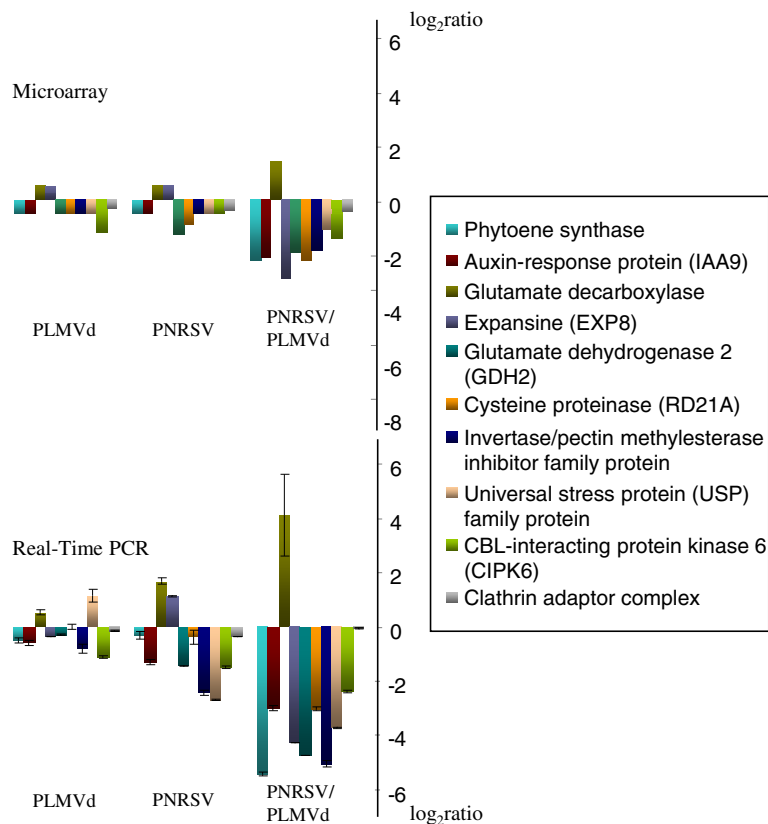 log2ratio
6
4
2
0
-2
-4
-6
-8
Microarray
PLMVd
PNRSV
PNRSV/
PLMVd
Phytoene synthase
Auxin-response protein (IAA9)
Glutamate decarboxylase
Expansine (EXP8)
Glutamate dehydrogenase 2
(GDH2)
Cysteine proteinase (RD21A)
Invertase/pectin methylesterase
inhibitor family protein
Universal stress protein (USP)
family protein
CBL-interacting protein kinase 6
(CIPK6)
Clathrin adaptor complex
6
4
2
0
-2
-4
-6
Real-Time PCR
PLMVd
PNRSV
PNRSV/
PLMVd
log2ratio